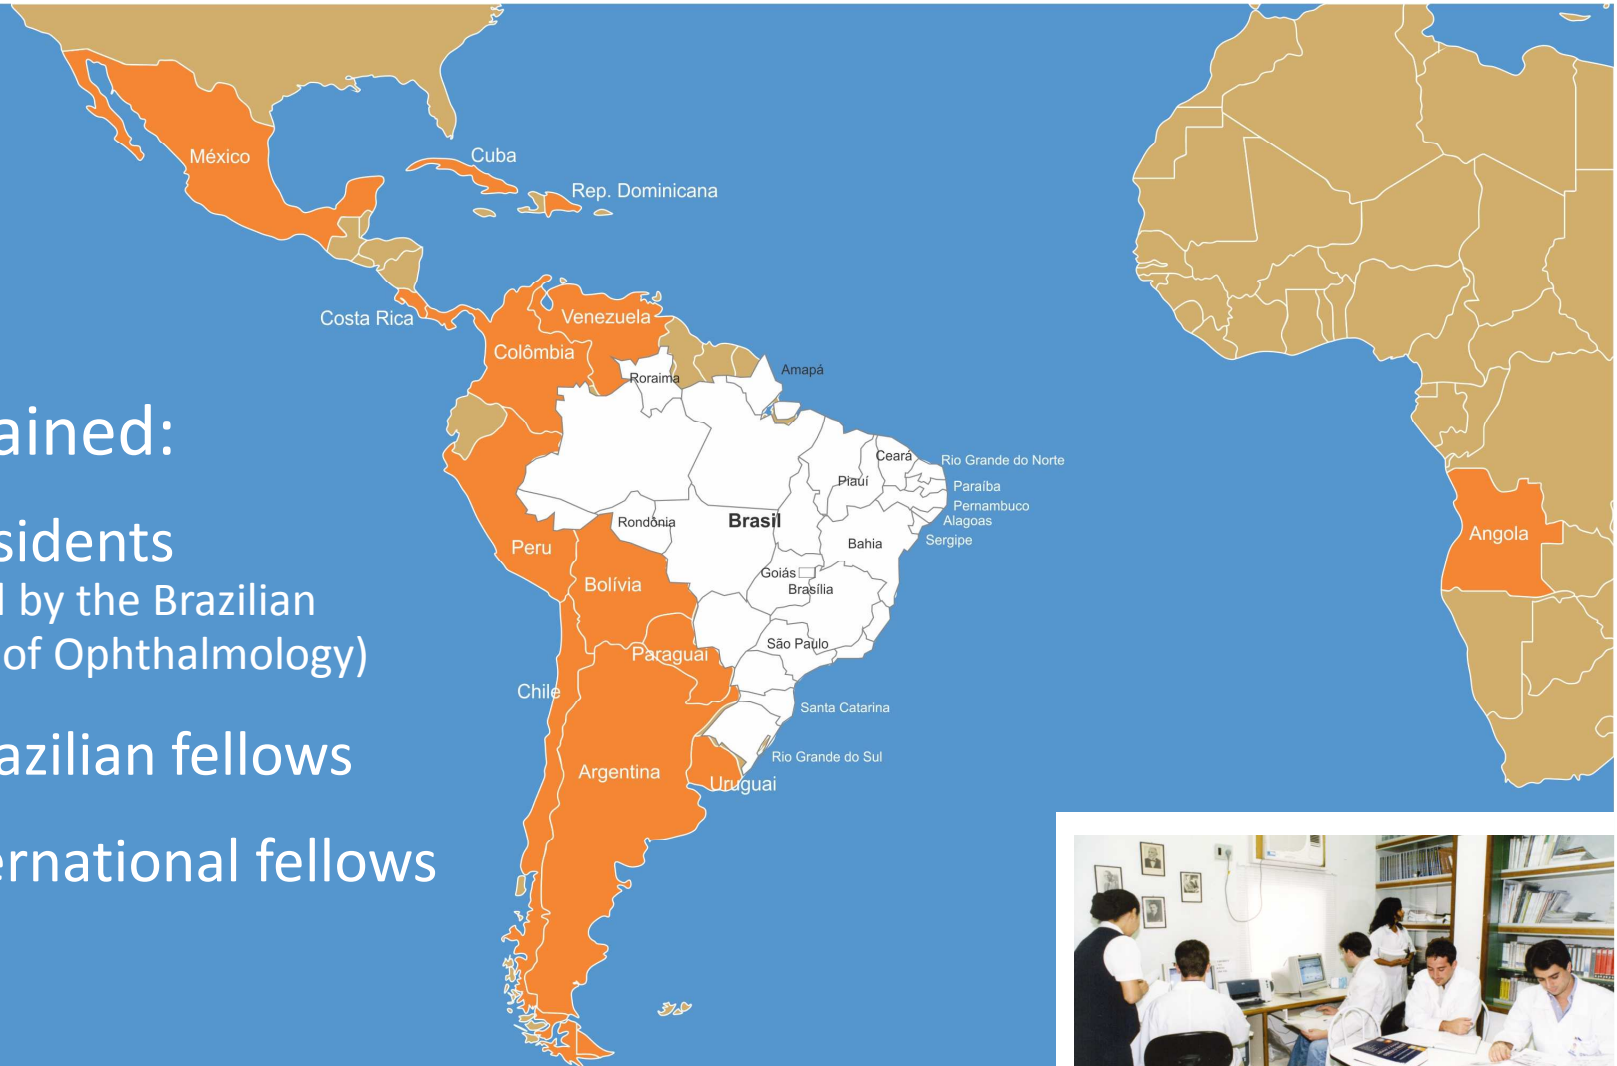 México
Cuba
Rep. Dominicana
Costa Rica
Venezuela
Colômbia
Roraima
Amapá
ained:
Ceará
Rio Grande do Norte
Piauí
Paraíba
Pernambuco
Alagoas
Sergipe
Rondônia
Brasil
Bahia
sidents
Peru
Angola
Goiás
Brasília
Bolívia
l by the Brazilian
of Ophthalmology)
São Paulo
Paraguai
Chile
Santa Catarina
azilian fellows
Rio Grande do Sul
Argentina
Uruguai
ernational fellows